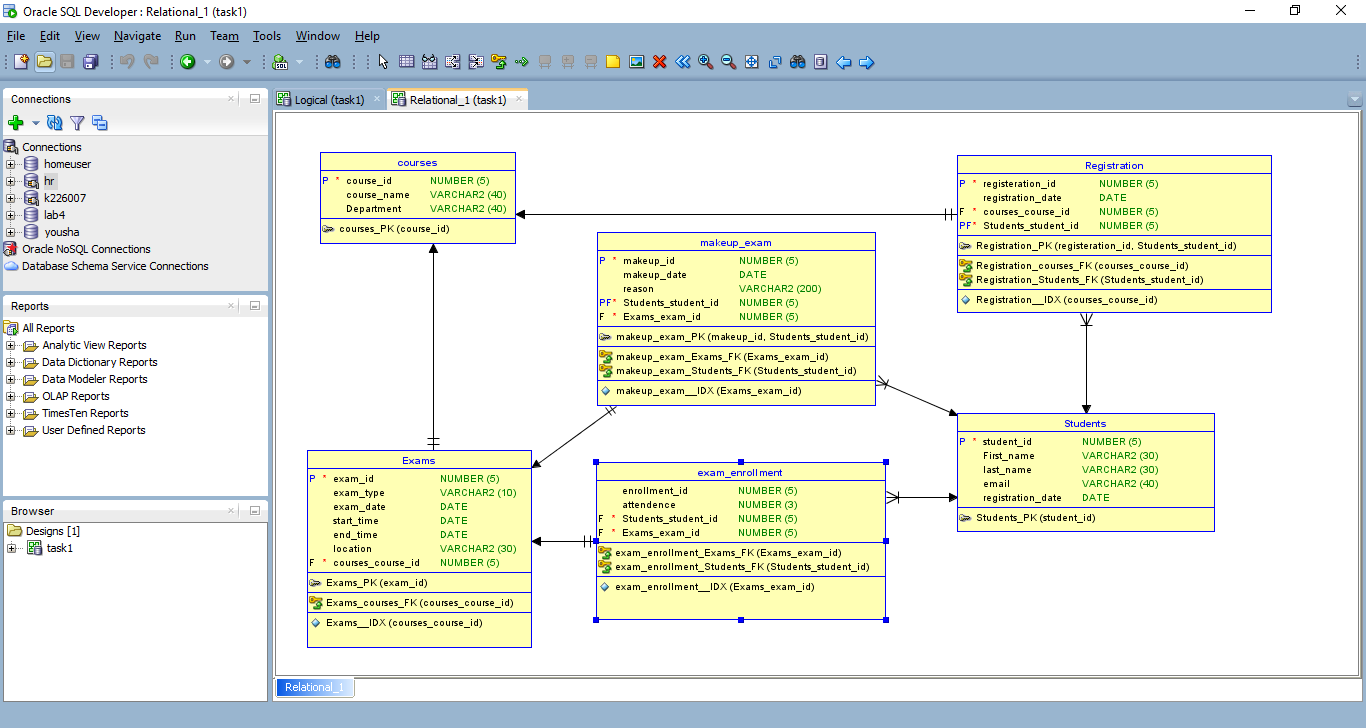 Oracle SQL Developer : Relational_1 (task1)
File Edit View Navigate Run Team Tools Window Help
Connections
Connections
homeuser
hr
k226007
lab4
yousha
Oracle NoSQL Connections
Database Schema Service Connections
Reports
All Reports
Analytic View Reports
Data Dictionary Reports
Data Modeler Reports
OLAP Reports
TimesTen Reports
User Defined Reports
Browser
Designs [1]
task1
Logical (task1)
Relational_1 (task1)
courses
P * course_id NUMBER (5)
course_name VARCHAR2 (40)
Department VARCHAR2 (40)
courses_PK (course_id)
Registration
P * registeration_id NUMBER (5)
registration_date DATE
F * courses_course_id NUMBER (5)
PF* Students_student_id NUMBER (5)
Registration_PK (registeration_id, Students_student_id)
Registration_courses_FK (courses_course_id)
Registration_Students_FK (Students_student_id)
Registration__IDX (courses_course_id)
makeup_exam
P * makeup_id NUMBER (5)
makeup_date DATE
reason VARCHAR2 (200)
PF* Students_student_id NUMBER (5)
F * Exams_exam_id NUMBER (5)
makeup_exam_PK (makeup_id, Students_student_id)
makeup_exam_Exams_FK (Exams_exam_id)
makeup_exam_Students_FK (Students_student_id)
makeup_exam__IDX (Exams_exam_id)
Students
P * student_id NUMBER (5)
First_name VARCHAR2 (30)
last_name VARCHAR2 (30)
email VARCHAR2 (40)
registration_date DATE
Students_PK (student_id)
Exams
P * exam_id NUMBER (5)
exam_type VARCHAR2 (10)
exam_date DATE
start_time DATE
end_time DATE
location VARCHAR2 (30)
F * courses_course_id NUMBER (5)
Exams_PK (exam_id)
Exams_courses_FK (courses_course_id)
Exams__IDX (courses_course_id)
exam_enrollment
enrollment_id NUMBER (5)
attendence NUMBER (3)
F * Students_student_id NUMBER (5)
F * Exams_exam_id NUMBER (5)
exam_enrollment_Exams_FK (Exams_exam_id)
exam_enrollment_Students_FK (Students_student_id)
exam_enrollment__IDX (Exams_exam_id)
Relational_1